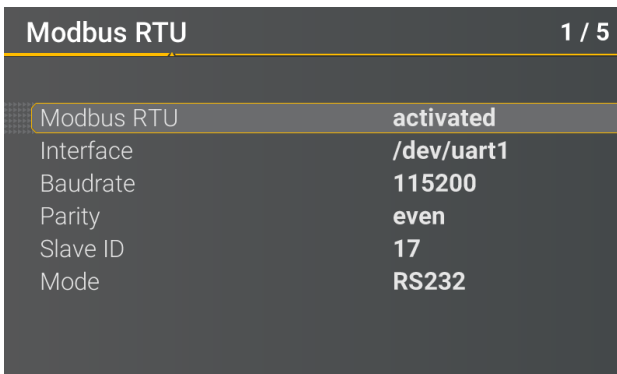 Modbus RTU 1 / 5
Modbus RTU activated
Interface /dev/uart1
Baudrate 115200
Parity even
Slave ID 17
Mode RS232